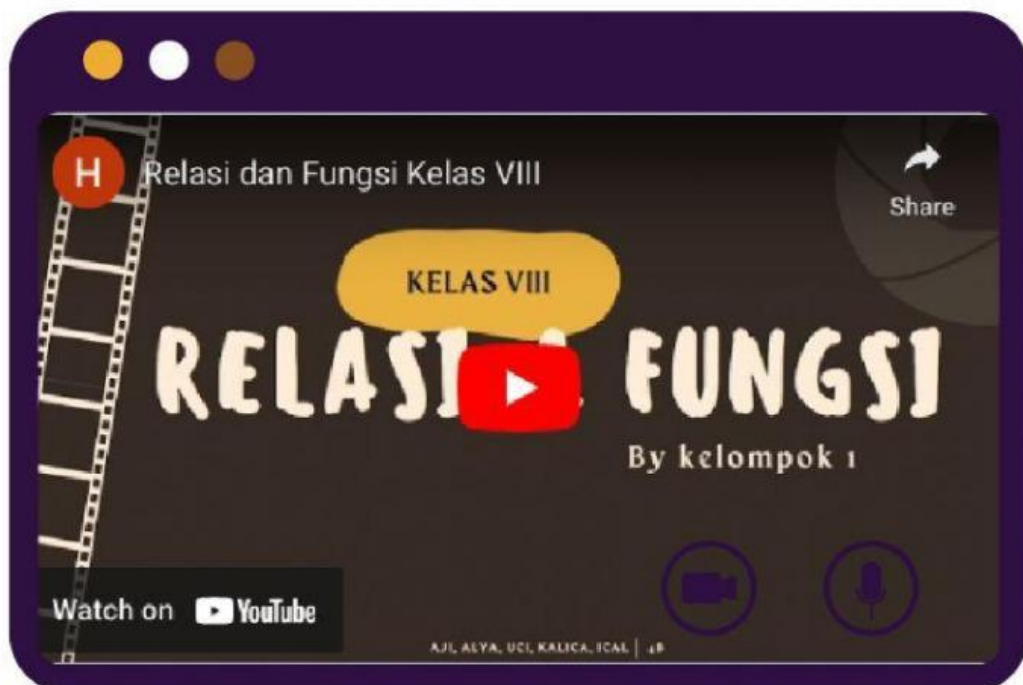 H
Relasi dan Fungsi Kelas VIII
Share
KELAS VIII
RELASI FUNGSI
By kelompok 1
Watch on YouTube
AJI, ALYA, UCI, KALICA, ICAL | 4B